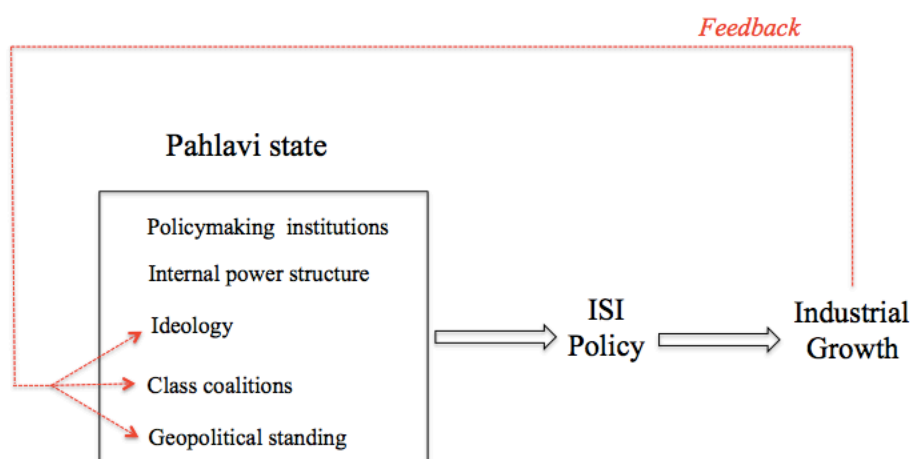 Feedback
Pahlavi state
Policymaking institutions
Internal power structure
Ideology
Class coalitions
Geopolitical standing
ISI
Policy
Industrial
Growth